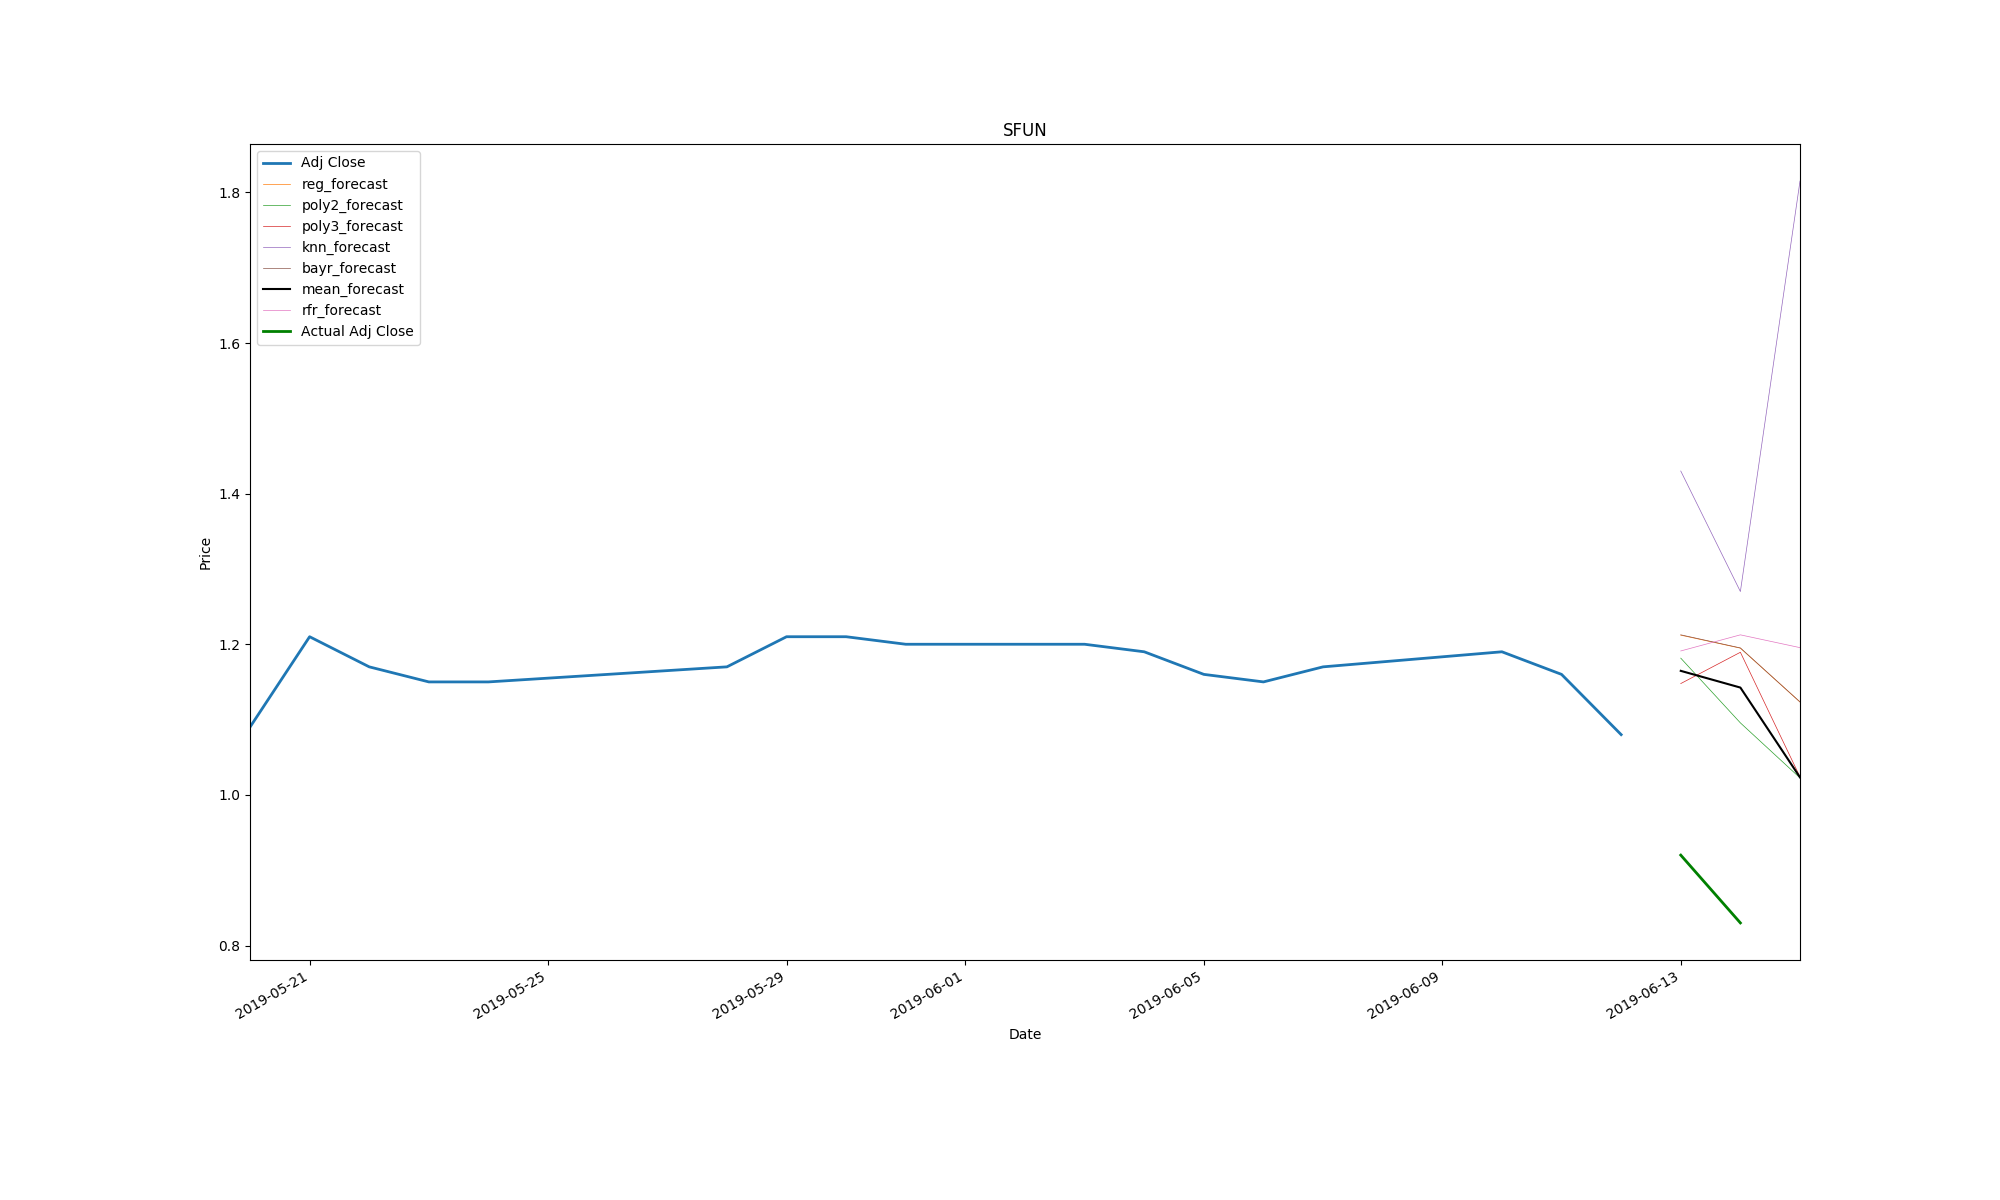 SFUN
Adj Close
reg_forecast
poly2_forecast
poly3_forecast
knn_forecast
bayr_forecast
mean_forecast
rfr_forecast
Actual Adj Close
1.8
1.6
1.4
1.2
1.0
0.8
Price
2019-05-21
2019-05-25
2019-05-29
2019-06-01
2019-06-05
2019-06-09
2019-06-13
Date